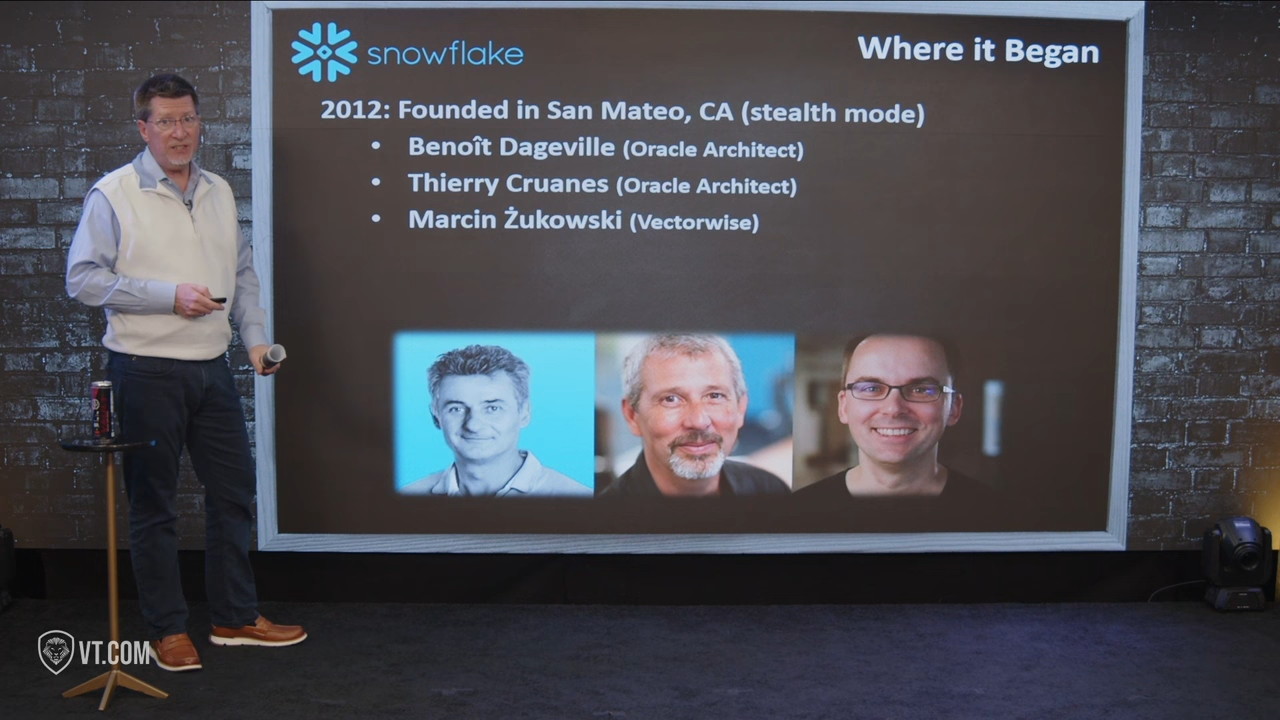 snowflake
Where it Began
2012: Founded in San Mateo, CA (stealth mode)
• Benoît Dageville (Oracle Architect)
• Thierry Cruanes (Oracle Architect)
• Marcin Żukowski (Vectorwise)
VT.COM